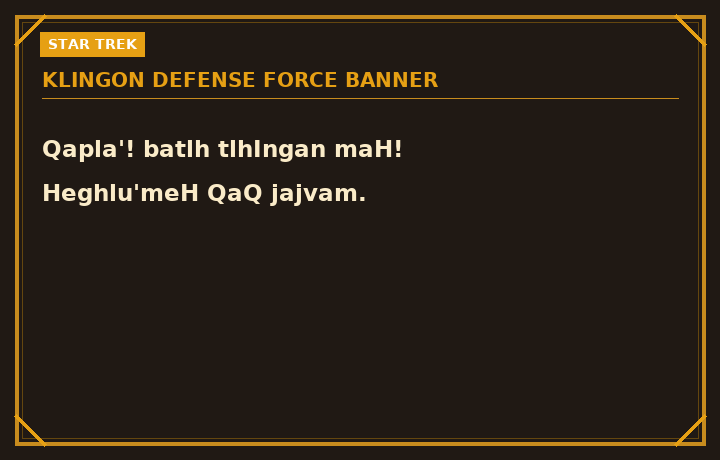 STAR TREK
KLINGON DEFENSE FORCE BANNER
Qapla'! batlh tlhIngan maH!
Heghlu'meH QaQ jajvam.